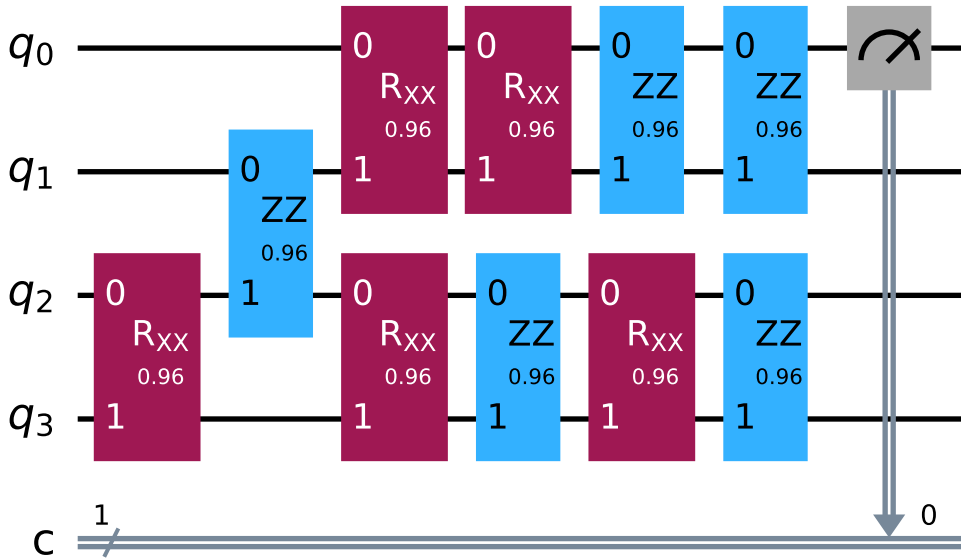 q0
0 0 0 0
RXX RXX ZZ ZZ
0.96 0.96 0.96 0.96
q1
0 1 1 1 1
ZZ
0.96
q2
0 1 0 0 0 0
RXX RXX ZZ RXX ZZ
0.96 0.96 0.96 0.96 0.96
q3
1 1 1 1 1
1 0
c